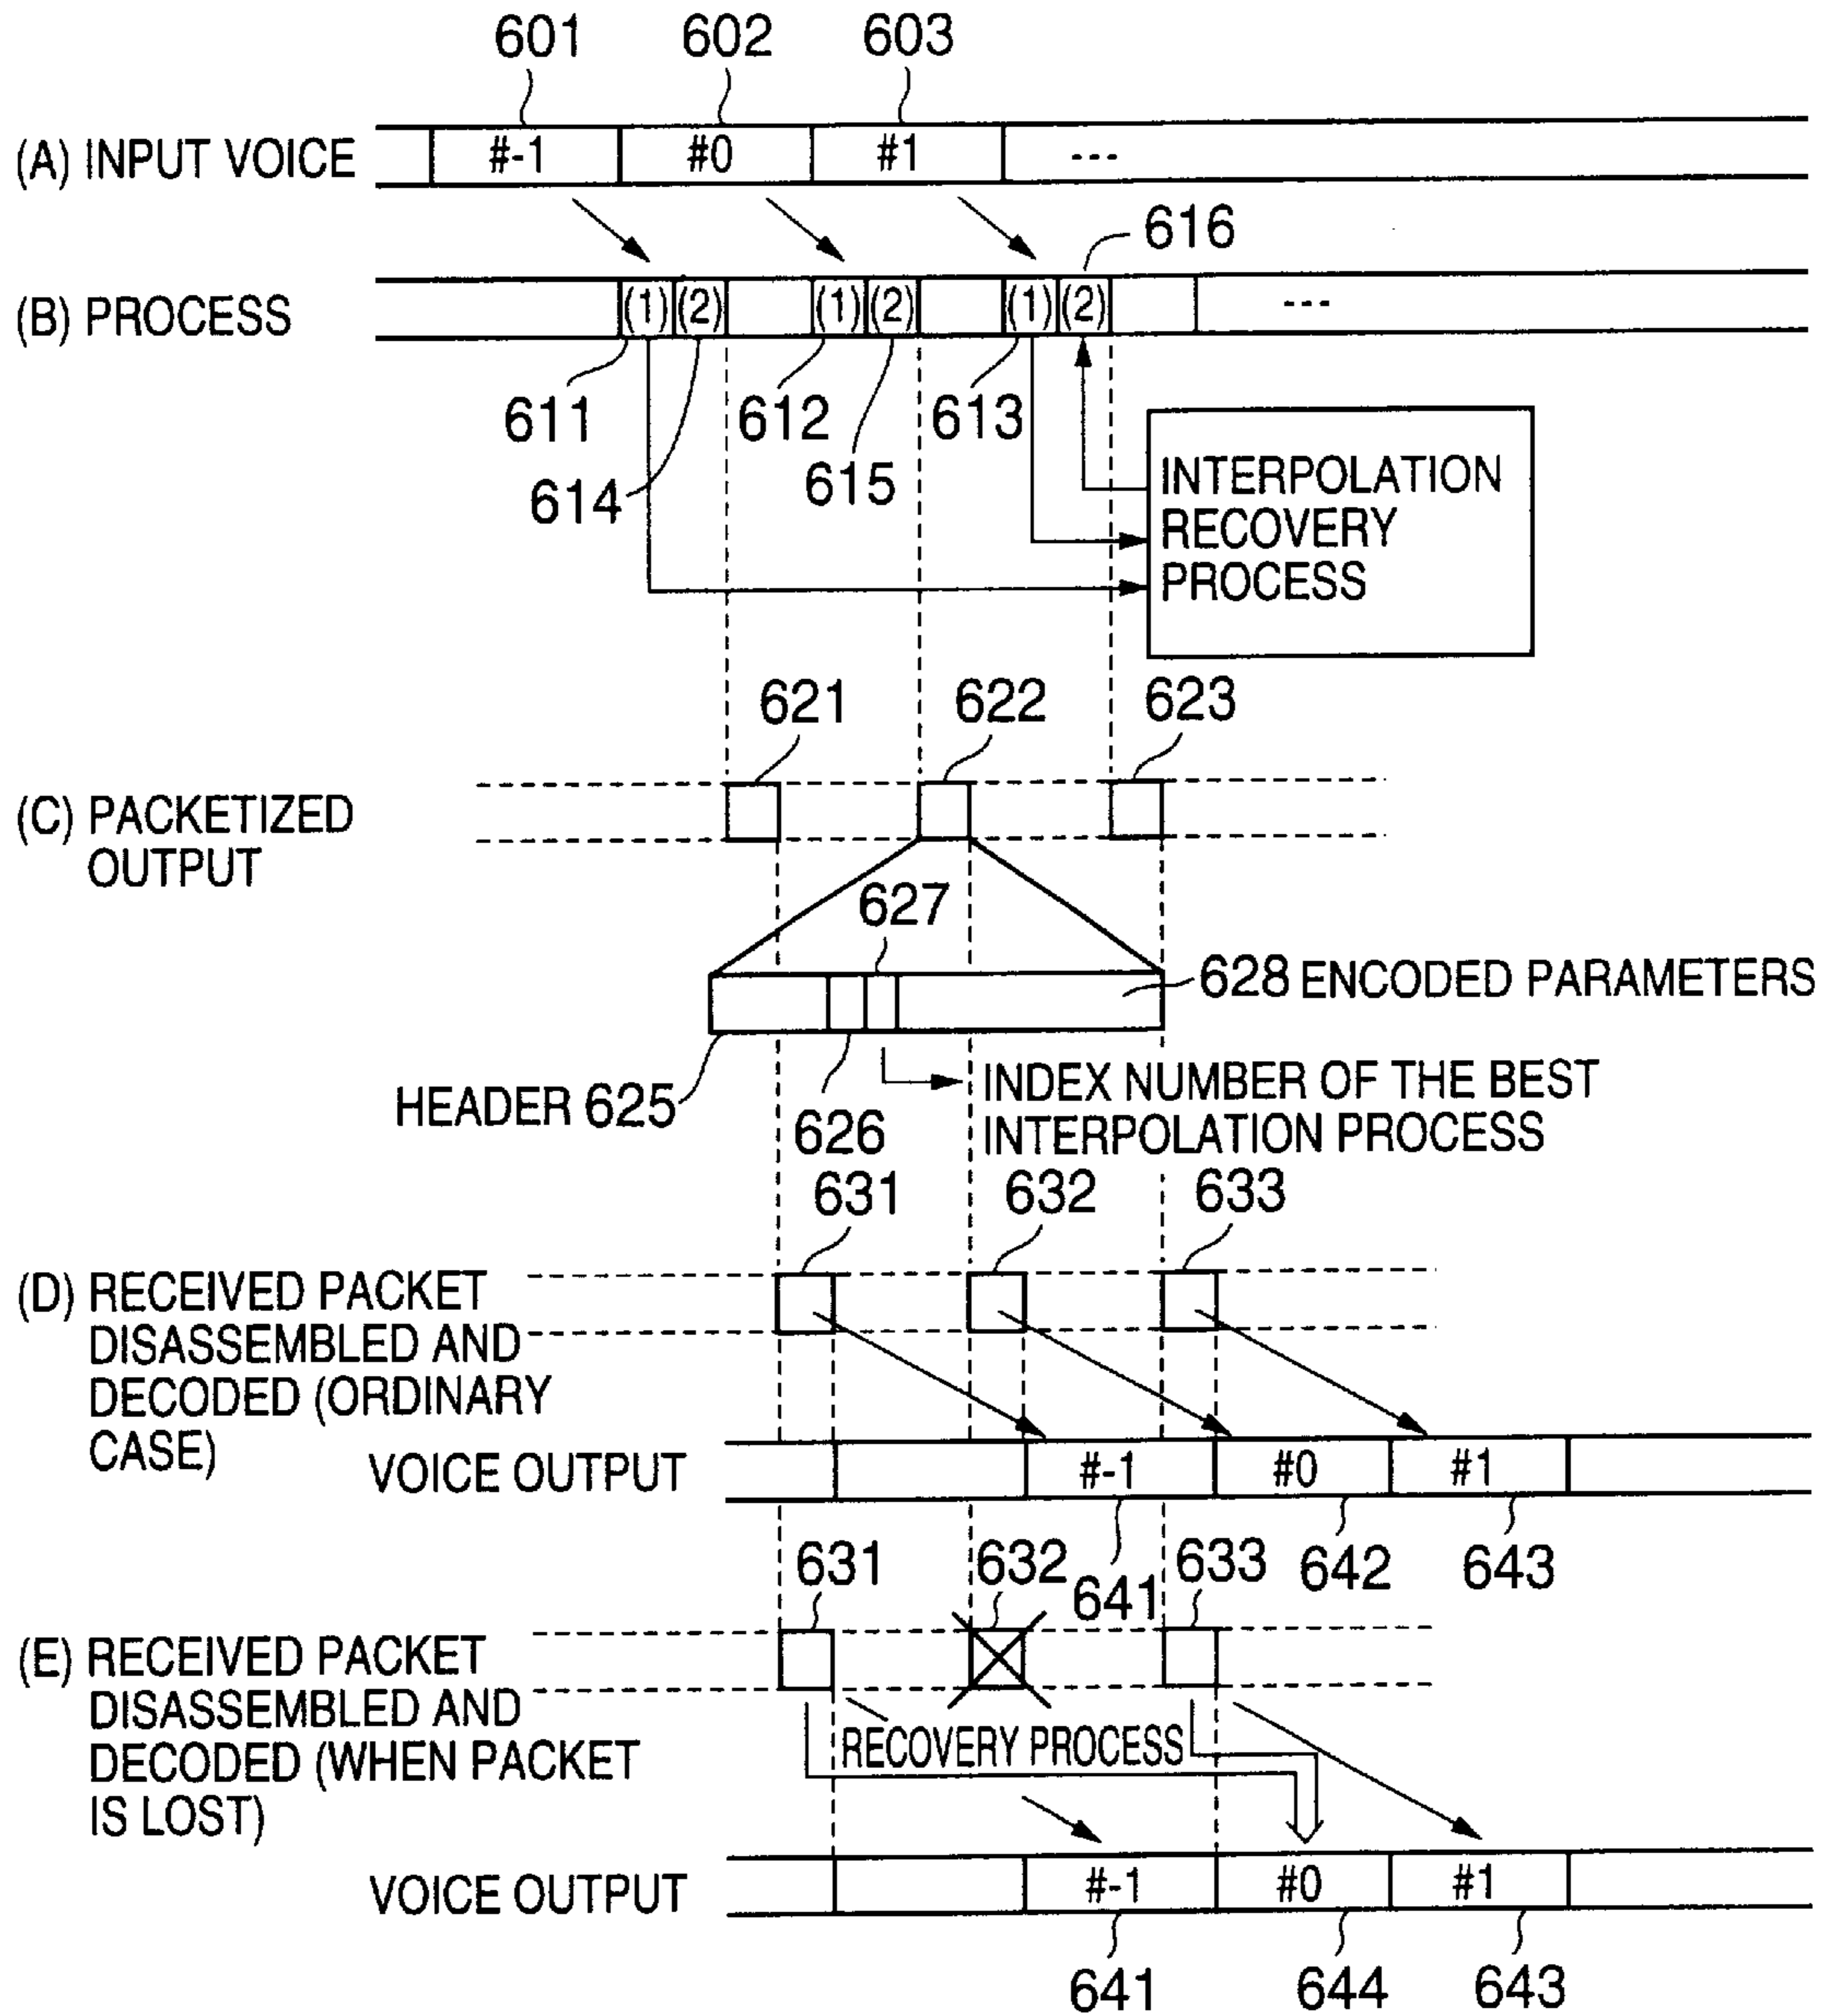 601 602 603
(A) INPUT VOICE #-1 #0 #1 ---
616
(B) PROCESS (1) (2) (1) (2) (1) (2) ---
611 612 613
614 615
INTERPOLATION
RECOVERY
PROCESS
621 622 623
(C) PACKETIZED
OUTPUT
627
628 ENCODED PARAMETERS
HEADER 625
626
INDEX NUMBER OF THE BEST
INTERPOLATION PROCESS
631 632 633
(D) RECEIVED PACKET
DISASSEMBLED AND
DECODED (ORDINARY
CASE)
VOICE OUTPUT #-1 #0 #1
641 642 643
631 632 633
(E) RECEIVED PACKET
DISASSEMBLED AND
DECODED (WHEN PACKET
IS LOST)
RECOVERY PROCESS
VOICE OUTPUT #-1 #0 #1
641 644 643